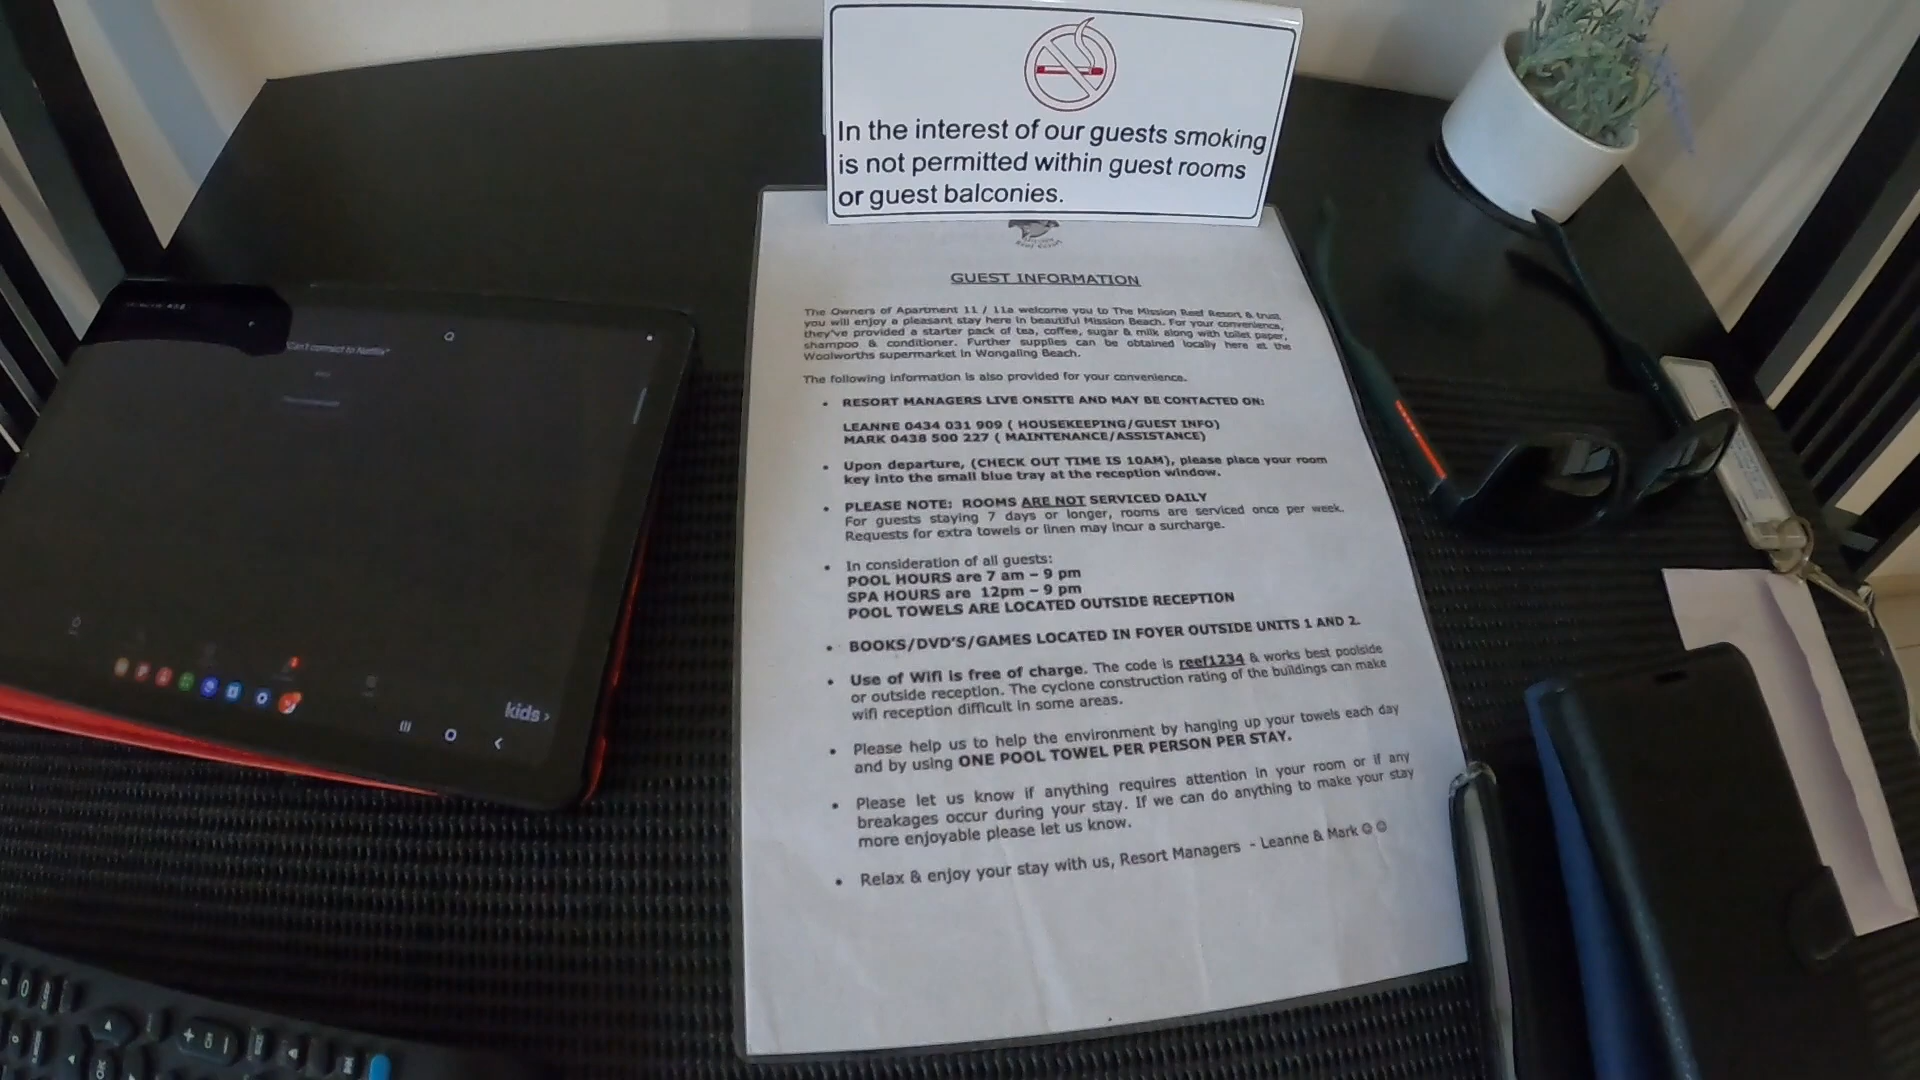 In the interest of our guests smoking
is not permitted within guest rooms
or guest balconies.
GUEST INFORMATION
The Owners of Apartment 11 / 11a welcome you to The Mission Reef Resort & trust
you will enjoy a pleasant stay here in beautiful Mission Beach. For your convenience,
they've provided a starter pack of tea, coffee, sugar & milk along with toilet paper,
shampoo & conditioner. Further supplies can be obtained locally here at the
Woolworths supermarket in Wongaling Beach.
The following information is also provided for your convenience.
• RESORT MANAGERS LIVE ONSITE AND MAY BE CONTACTED ON:
LEANNE 0434 031 909 ( HOUSEKEEPING/GUEST INFO)
MARK 0438 500 227 ( MAINTENANCE/ASSISTANCE)
• Upon departure, (CHECK OUT TIME IS 10AM), please place your room
key into the small blue tray at the reception window.
• PLEASE NOTE: ROOMS ARE NOT SERVICED DAILY
For guests staying 7 days or longer, rooms are serviced once per week.
Requests for extra towels or linen may incur a surcharge.
• In consideration of all guests:
POOL HOURS are 7 am – 9 pm
SPA HOURS are 12pm – 9 pm
POOL TOWELS ARE LOCATED OUTSIDE RECEPTION
• BOOKS/DVD'S/GAMES LOCATED IN FOYER OUTSIDE UNITS 1 AND 2.
• Use of Wifi is free of charge. The code is reef1234 & works best poolside
or outside reception. The cyclone construction rating of the buildings can make
wifi reception difficult in some areas.
• Please help us to help the environment by hanging up your towels each day
and by using ONE POOL TOWEL PER PERSON PER STAY.
• Please let us know if anything requires attention in your room or if any
breakages occur during your stay. If we can do anything to make your stay
more enjoyable please let us know.
• Relax & enjoy your stay with us, Resort Managers - Leanne & Mark ☺ ☺
"Can't connect to Netflix"
kids ›
CH
OK